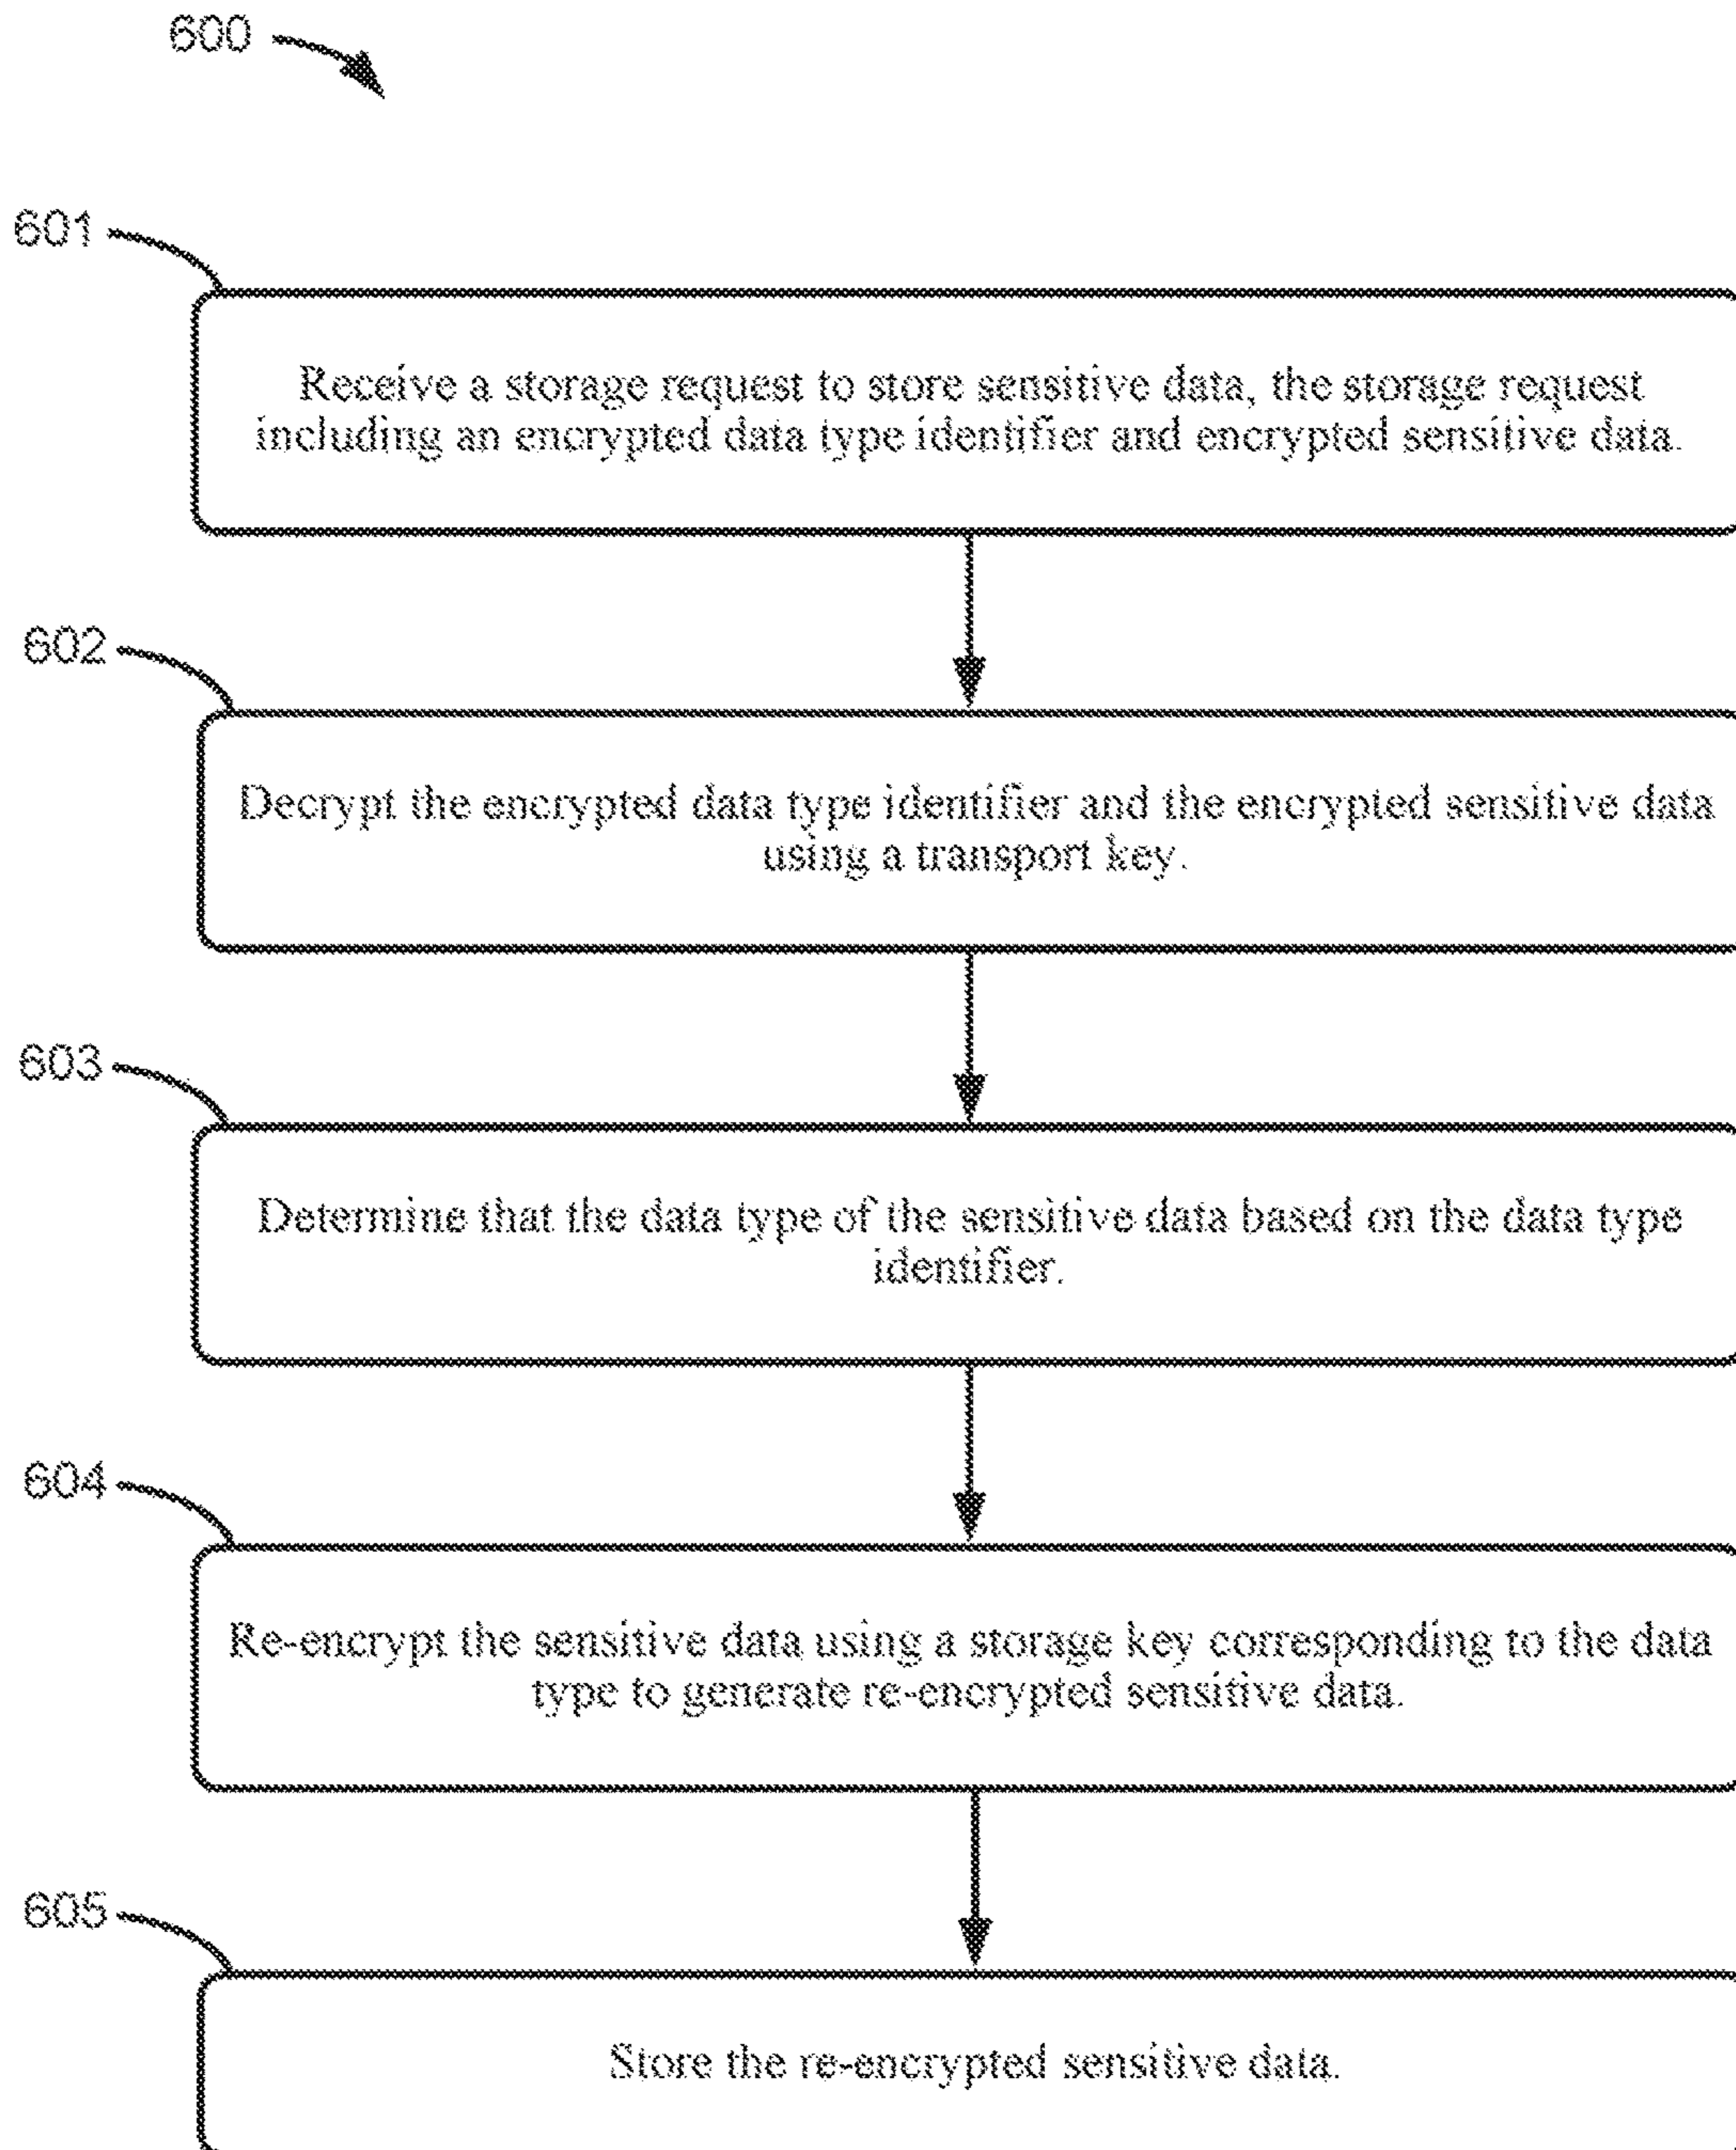 600
601
Receive a storage request to store sensitive data, the storage request
including an encrypted data type identifier and encrypted sensitive data.
602
Decrypt the encrypted data type identifier and the encrypted sensitive data
using a transport key.
603
Determine that the data type of the sensitive data based on the data type
identifier.
604
Re-encrypt the sensitive data using a storage key corresponding to the data
type to generate re-encrypted sensitive data.
605
Store the re-encrypted sensitive data.